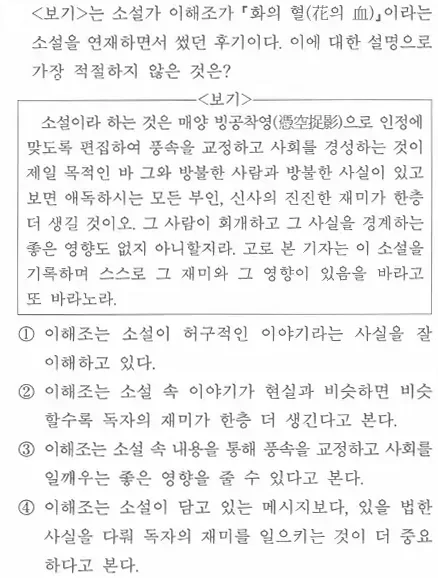 <보기>는 소설가 이해조가 『화의 혈(花의 血)』이라는
소설을 연재하면서 썼던 후기이다. 이에 대한 설명으로
가장 적절하지 않은 것은?
<보기>
소설이라 하는 것은 매양 빙공착영(憑空捉影)으로 인정에
맞도록 편집하여 풍속을 교정하고 사회를 경성하는 것이
제일 목적인 바 그와 방불한 사람과 방불한 사실이 있고
보면 애독하시는 모든 부인, 신사의 진진한 재미가 한층
더 생길 것이오. 그 사람이 회개하고 그 사실을 경계하는
좋은 영향도 없지 아니할지라. 고로 본 기자는 이 소설을
기록하며 스스로 그 재미와 그 영향이 있음을 바라고
또 바라노라.
① 이해조는 소설이 허구적인 이야기라는 사실을 잘
이해하고 있다.
② 이해조는 소설 속 이야기가 현실과 비슷하면 비슷
할수록 독자의 재미가 한층 더 생긴다고 본다.
③ 이해조는 소설 속 내용을 통해 풍속을 교정하고 사회를
일깨우는 좋은 영향을 줄 수 있다고 본다.
④ 이해조는 소설이 담고 있는 메시지보다, 있을 법한
사실을 다뤄 독자의 재미를 일으키는 것이 더 중요
하다고 본다.